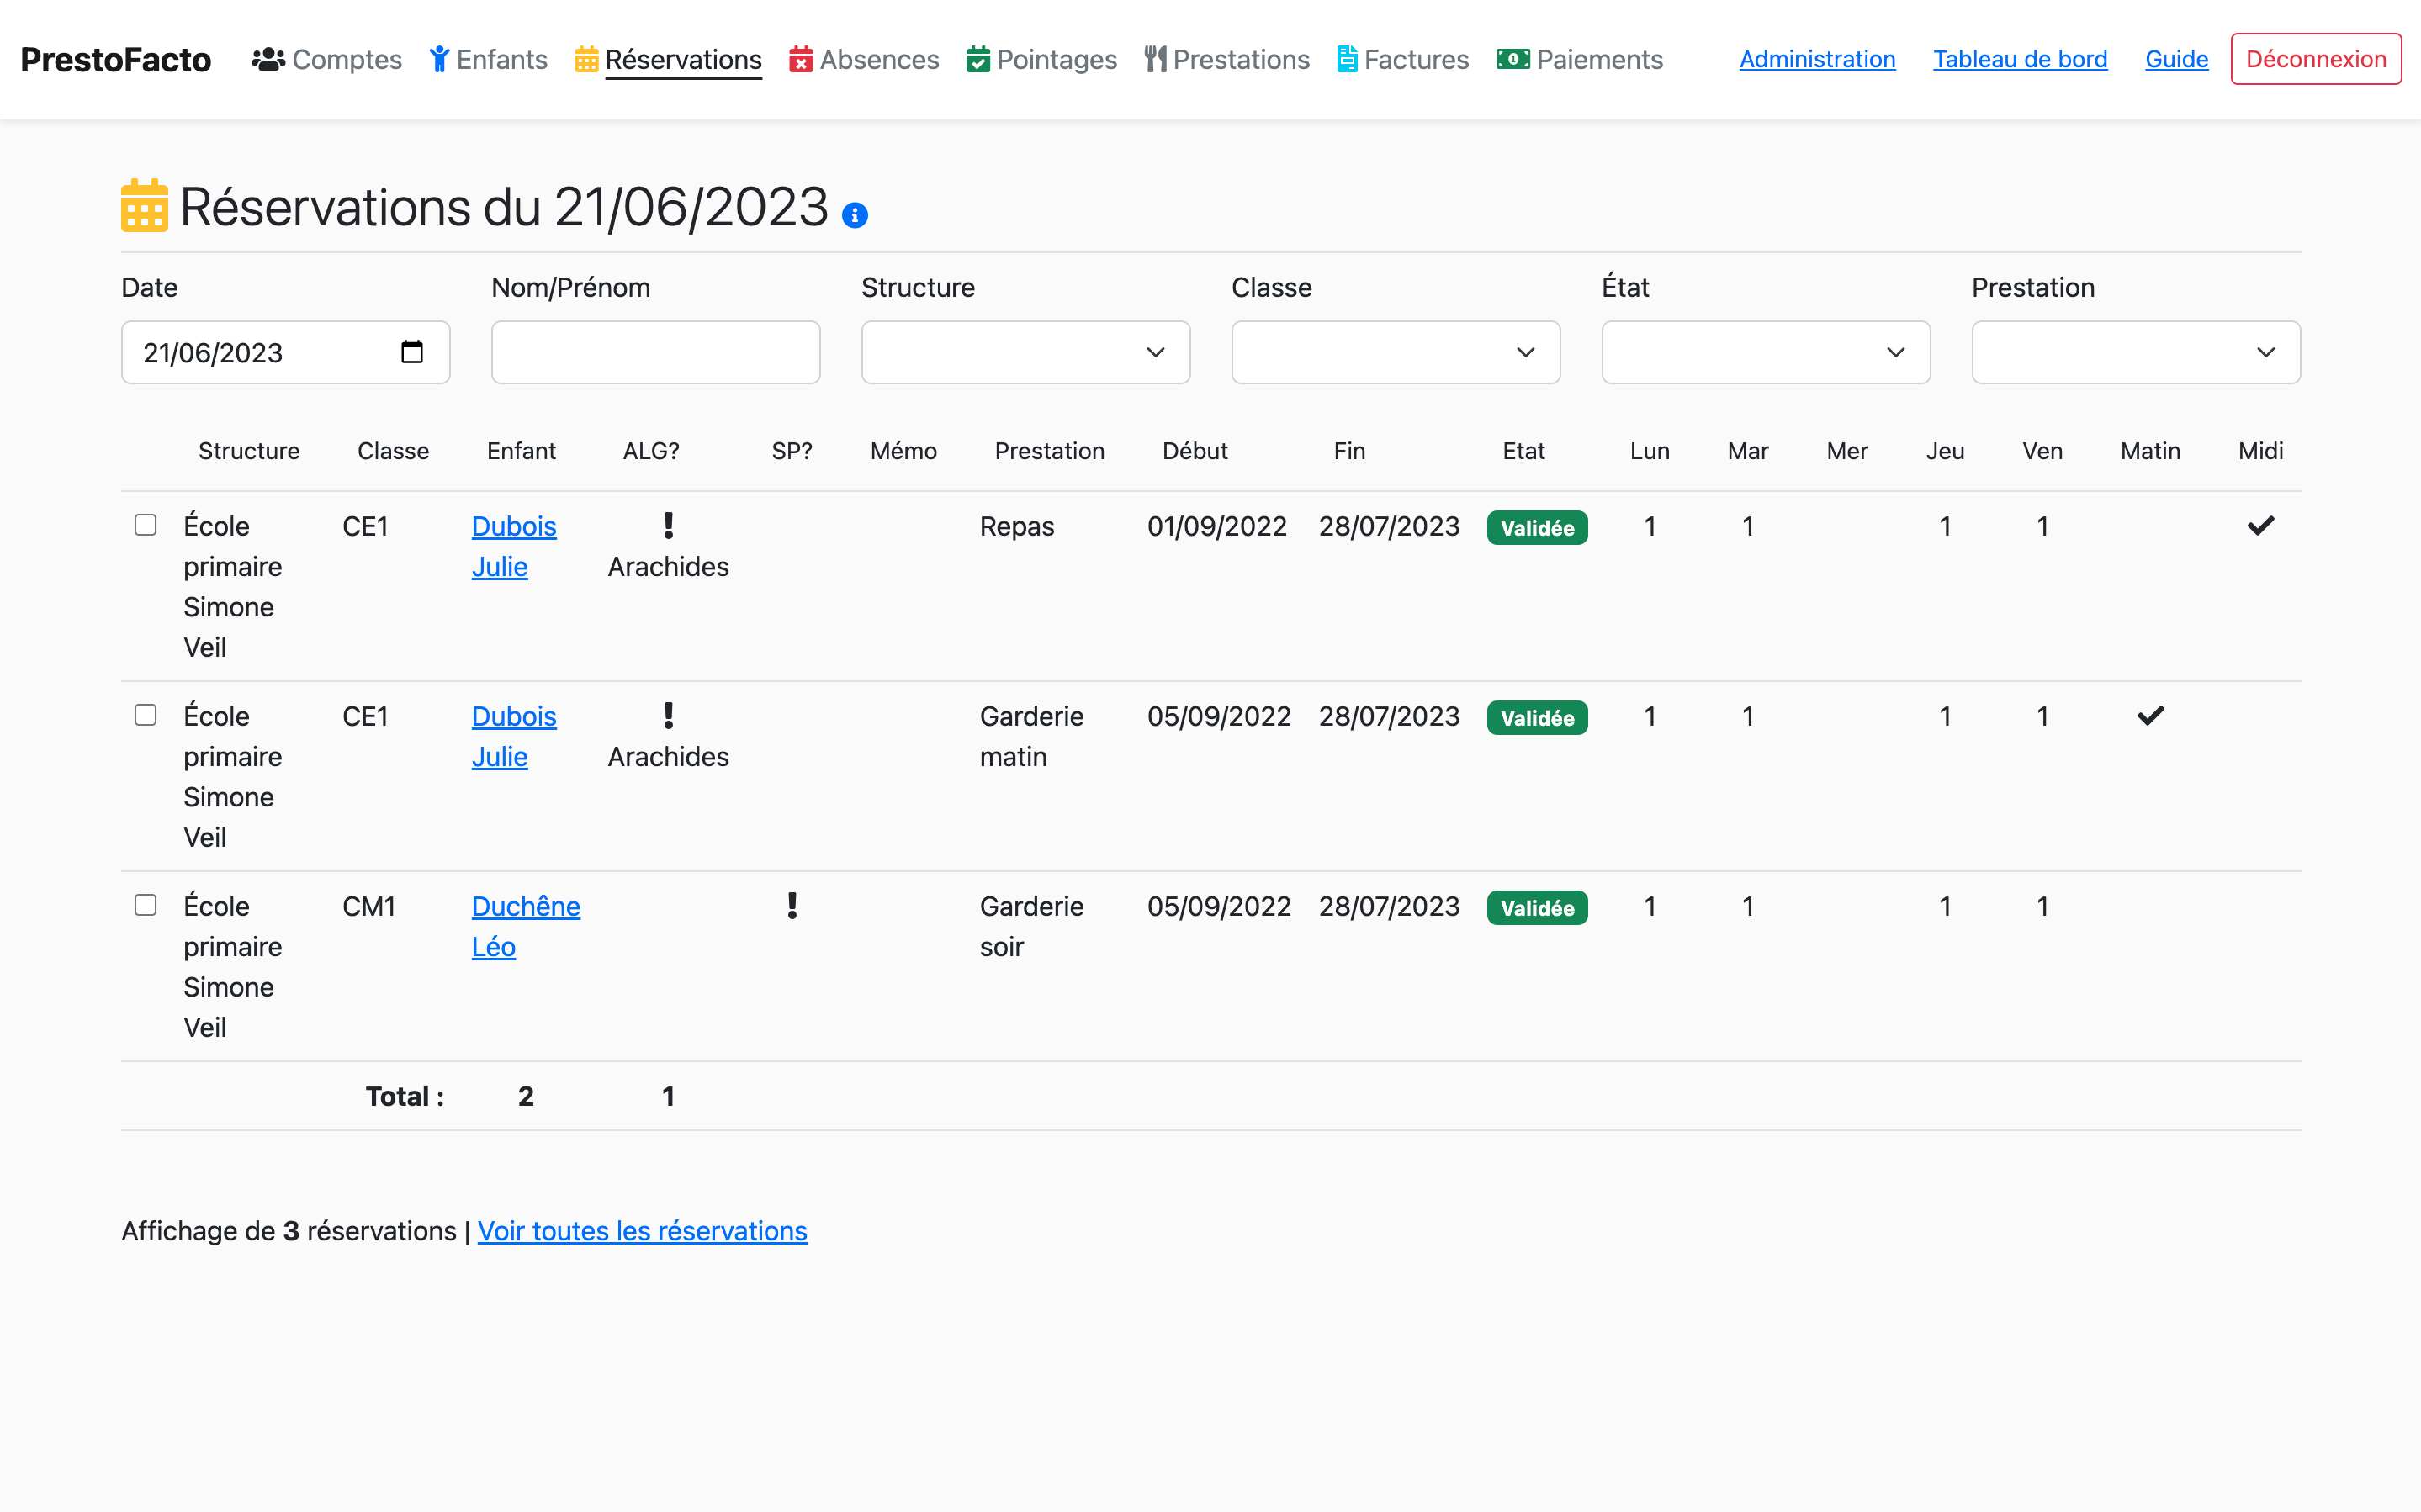 PrestoFacto Comptes Enfants Réservations Absences Pointages Prestations Factures Paiements Administration Tableau de bord Guide Déconnexion
Réservations du 21/06/2023
Date Nom/Prénom Structure Classe État Prestation
21/06/2023
Structure Classe Enfant ALG? SP? Mémo Prestation Début Fin Etat Lun Mar Mer Jeu Ven Matin Midi
École CE1 Dubois ! Repas 01/09/2022 28/07/2023 Validée 1 1 1 1
primaire Julie Arachides
Simone
Veil
École CE1 Dubois ! Garderie 05/09/2022 28/07/2023 Validée 1 1 1 1
primaire Julie Arachides matin
Simone
Veil
École CM1 Duchêne ! Garderie 05/09/2022 28/07/2023 Validée 1 1 1 1
primaire Léo soir
Simone
Veil
Total : 2 1
Affichage de 3 réservations | Voir toutes les réservations